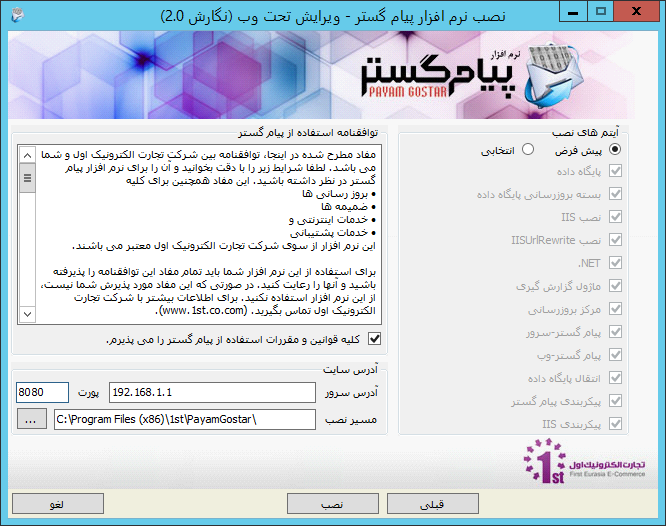 نصب نرم افزار پیام گستر - ویرایش تحت وب (نگارش 2.0)
نرم افزار
پیام گستر
PAYAM GOSTAR
آیتم های نصب
پیش فرض
انتخابی
پایگاه داده
بسته بروزرسانی پایگاه داده
نصب IIS
نصب IISUrlRewrite
.NET
ماژول گزارش گیری
مرکز بروزرسانی
پیام گستر-سرور
پیام گستر-وب
انتقال پایگاه داده
پیکربندی پیام گستر
پیکربندی IIS
توافقنامه استفاده از پیام گستر
مفاد مطرح شده در اینجا، توافقنامه بین شرکت تجارت الکترونیک اول و شما
می باشد. لطفا شرایط زیر را با دقت بخوانید و آن را برای نرم افزار پیام
گستر در نظر داشته باشید. این مفاد همچنین برای کلیه
• بروز رسانی ها
• ضمیمه ها
• خدمات اینترنتی و
• خدمات پشتیبانی
این نرم افزار از سوی شرکت تجارت الکترونیک اول معتبر می باشند.
برای استفاده از این نرم افزار شما باید تمام مفاد این توافقنامه را پذیرفته
باشید و آنها را رعایت کنید. در صورتی که این مفاد مورد پذیرش شما نیست،
از این نرم افزار استفاده نکنید. برای اطلاعات بیشتر با شرکت تجارت
الکترونیک اول تماس بگیرید. (www.1st.co.com).
کلیه قوانین و مقررات استفاده از پیام گستر را می پذیرم.
آدرس سایت
آدرس سرور 192.168.1.1 پورت 8080
مسیر نصب C:\Program Files (x86)\1st\PayamGostar\ ...
تجارت الکترونیک اول
First Eurasia E-Commerce
1st
قبلی
نصب
لغو